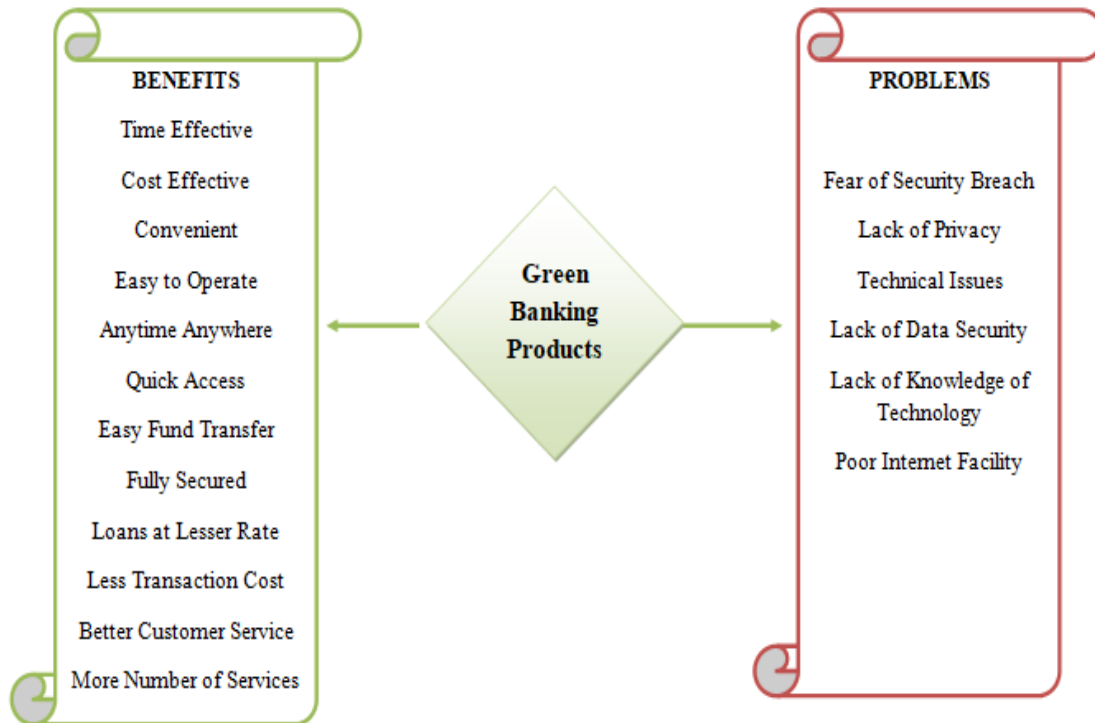 BENEFITS
Time Effective
Cost Effective
Convenient
Easy to Operate
Anytime Anywhere
Quick Access
Easy Fund Transfer
Fully Secured
Loans at Lesser Rate
Less Transaction Cost
Better Customer Service
More Number of Services
Green
Banking
Products
PROBLEMS
Fear of Security Breach
Lack of Privacy
Technical Issues
Lack of Data Security
Lack of Knowledge of
Technology
Poor Internet Facility